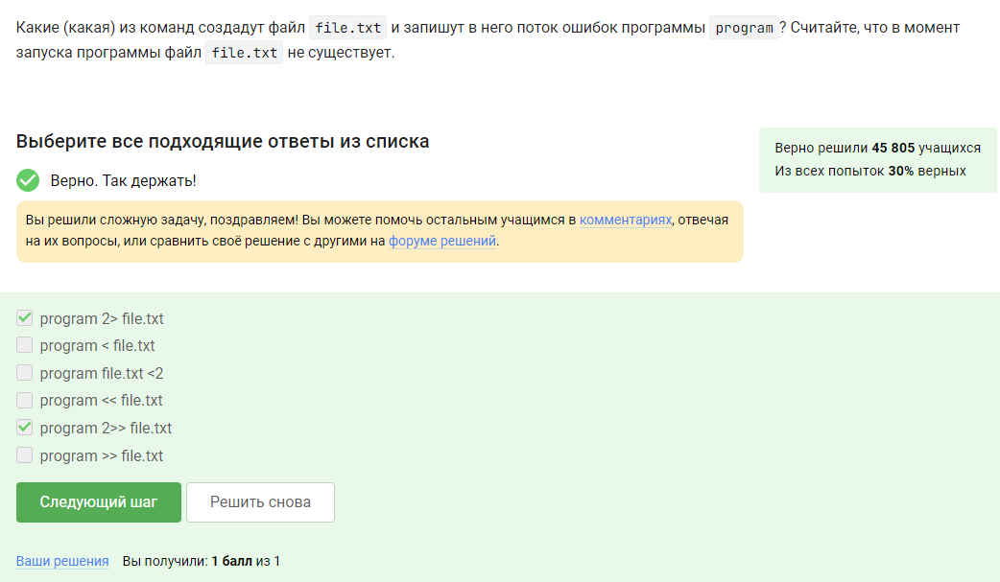 Какие (какая) из команд создадут файл file.txt и запишут в него поток ошибок программы program? Считайте, что в момент
запуска программы файл file.txt не существует.
Выберите все подходящие ответы из списка
Верно решили 45 805 учащихся
Из всех попыток 30% верных
Верно. Так держать!
Вы решили сложную задачу, поздравляем! Вы можете помочь остальным учащимся в комментариях, отвечая
на их вопросы, или сравнить своё решение с другими на форуме решений.
program 2> file.txt
program < file.txt
program file.txt <2
program << file.txt
program 2>> file.txt
program >> file.txt
Следующий шаг
Решить снова
Ваши решения Вы получили: 1 балл из 1